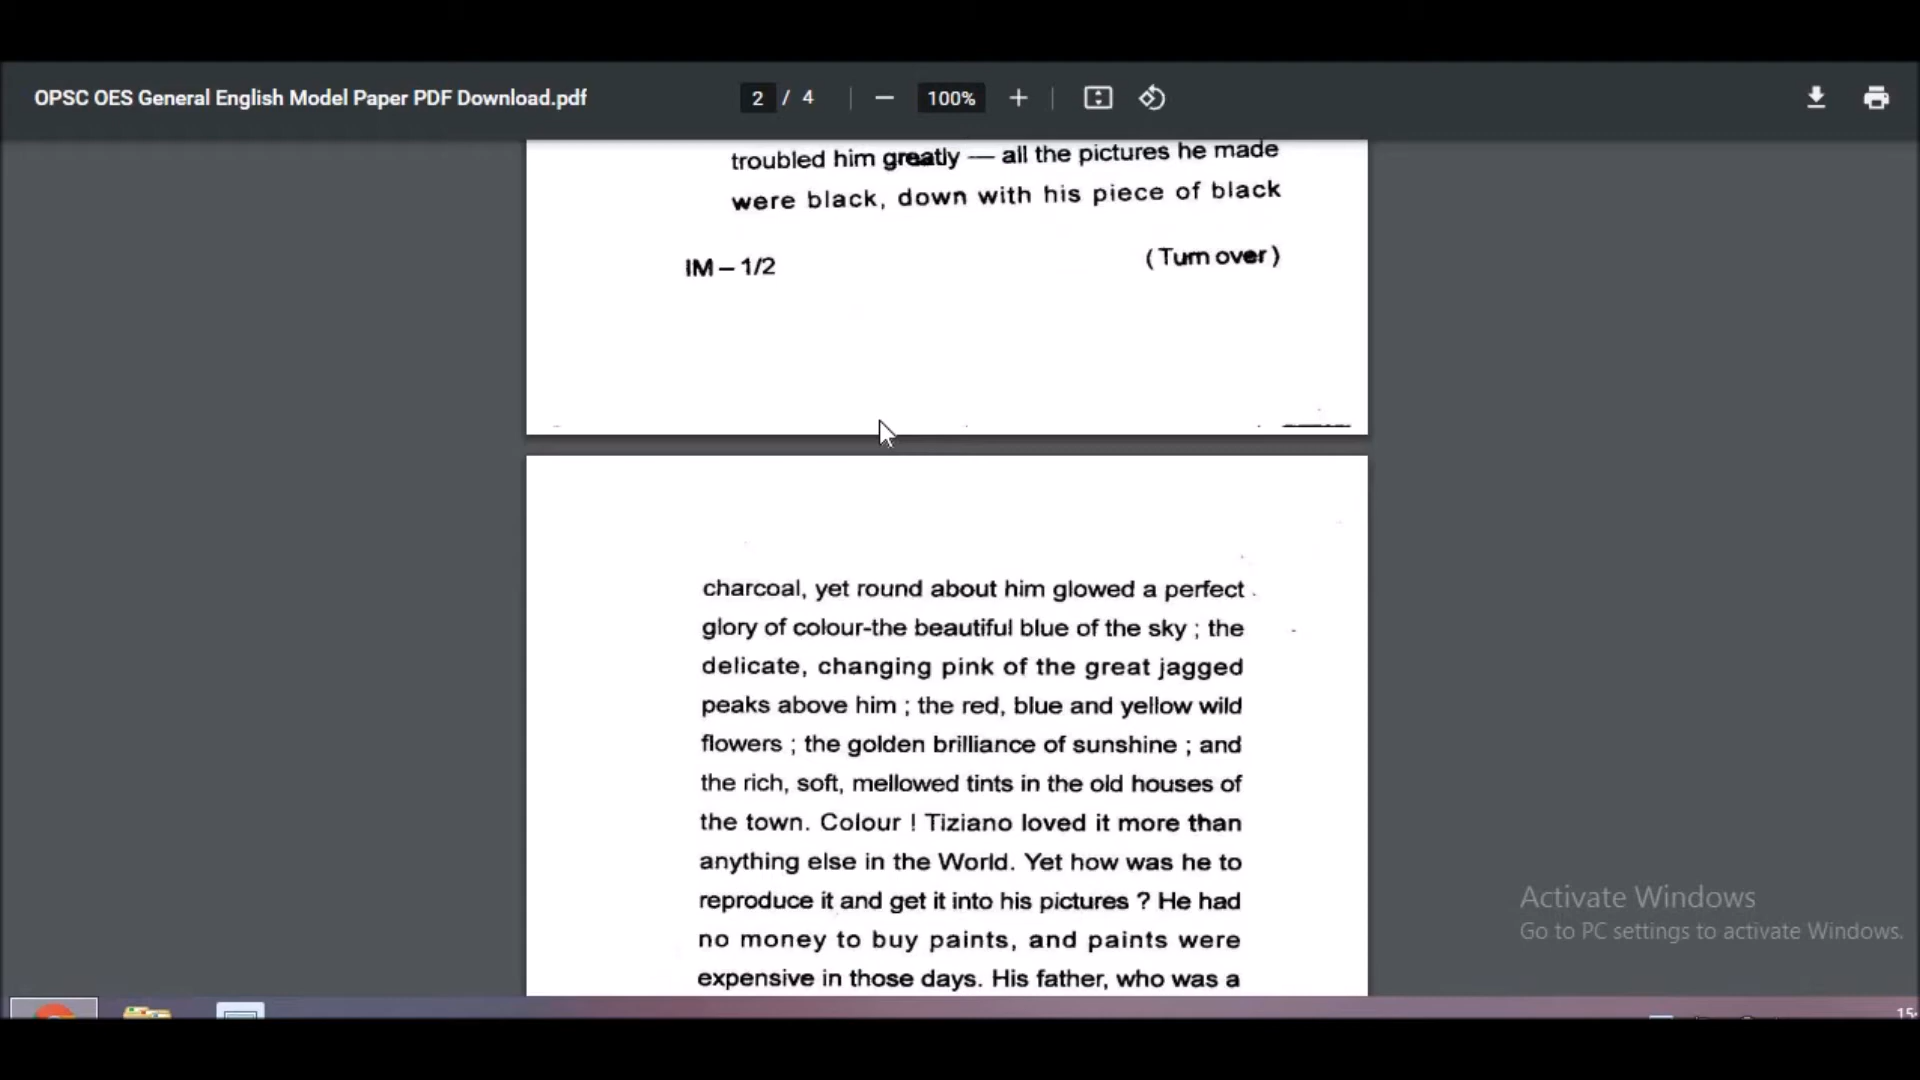 OPSC OES General English Model Paper PDF Download.pdf
2 / 4
100%
troubled him greatly — all the pictures he made
were black, down with his piece of black
IM – 1/2
(Turn over)
charcoal, yet round about him glowed a perfect
glory of colour-the beautiful blue of the sky ; the
delicate, changing pink of the great jagged
peaks above him ; the red, blue and yellow wild
flowers ; the golden brilliance of sunshine ; and
the rich, soft, mellowed tints in the old houses of
the town. Colour ! Tiziano loved it more than
anything else in the World. Yet how was he to
reproduce it and get it into his pictures ? He had
no money to buy paints, and paints were
expensive in those days. His father, who was a
Activate Windows
Go to PC settings to activate Windows.